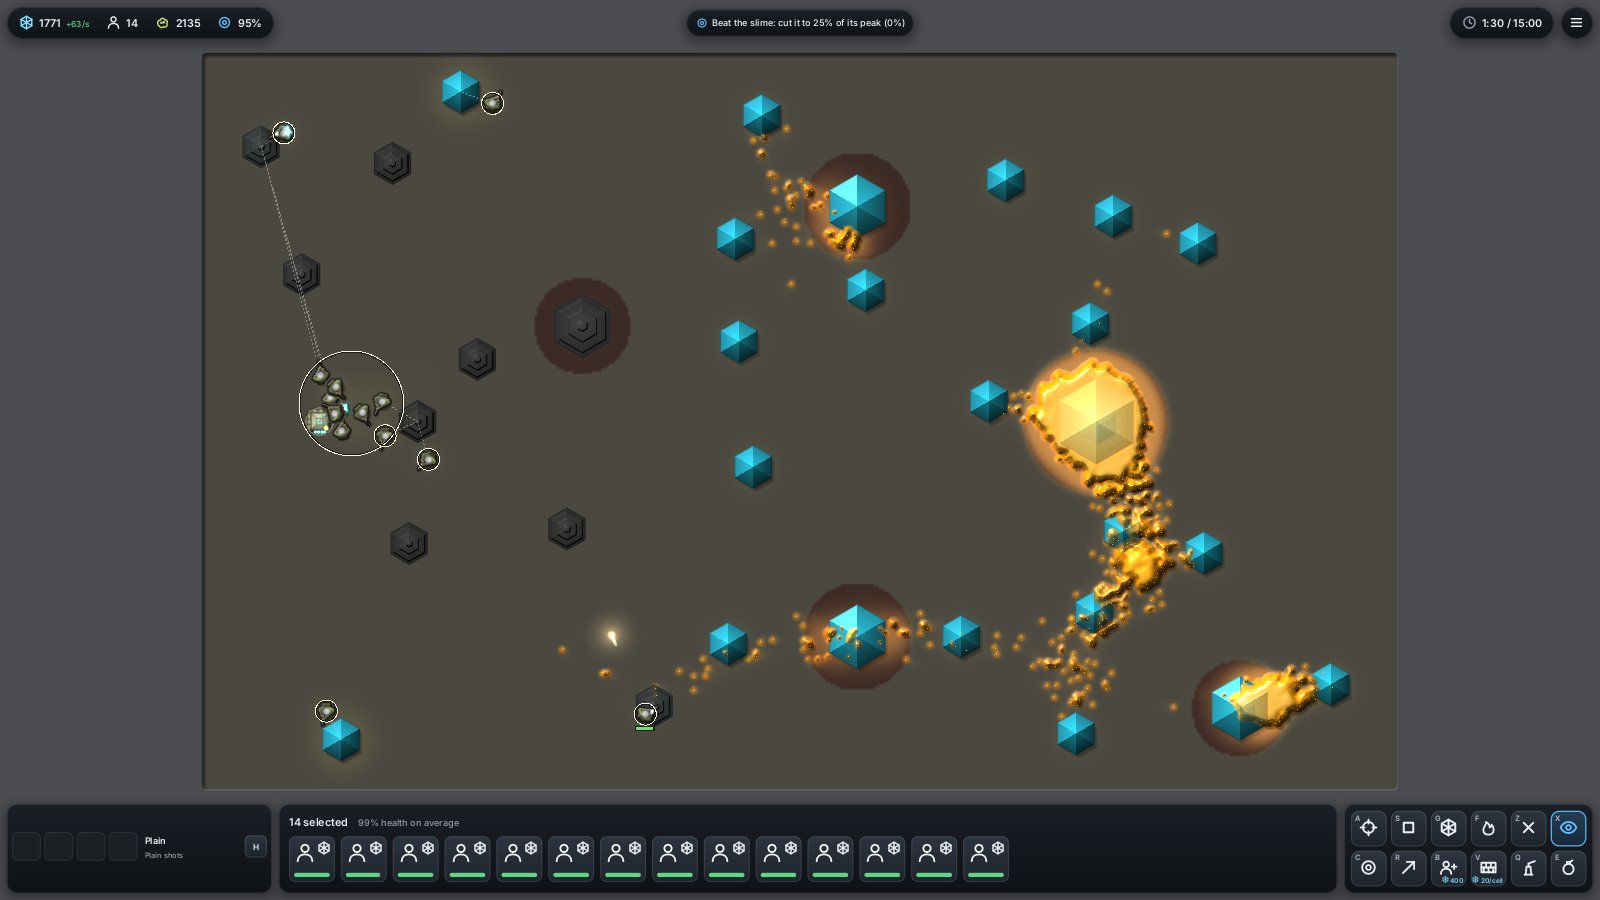 1771 +63/s 14 2135 95%
Beat the slime: cut it to 25% of its peak (0%)
1:30 / 15:00
Plain
Plain shots
H
14 selected 99% health on average
A S G F Z X
C R B V Q E
400 20/cell